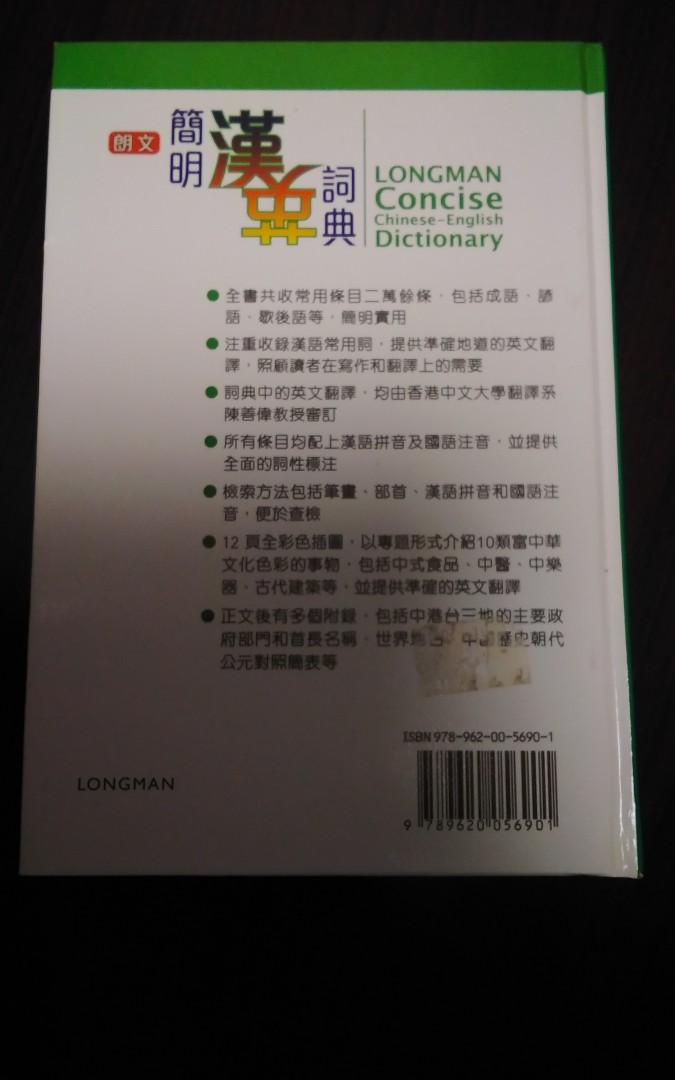 朗文
簡明
漢英
詞典
LONGMAN
Concise
Chinese-English
Dictionary
● 全書共收常用條目二萬餘條，包括成語、諺
語、歇後語等，簡明實用
● 注重收錄漢語常用詞，提供準確地道的英文翻
譯，照顧讀者在寫作和翻譯上的需要
● 詞典中的英文翻譯，均由香港中文大學翻譯系
陳善偉教授審訂
● 所有條目均配上漢語拼音及國語注音，並提供
全面的詞性標注
● 檢索方法包括筆畫、部首、漢語拼音和國語注
音，便於查檢
● 12 頁全彩色插圖，以專題形式介紹10類富中華
文化色彩的事物，包括中式食品、中醫、中樂
器、古代建築等，並提供準確的英文翻譯
● 正文後有多個附錄，包括中港台三地的主要政
府部門和首長名稱、世界地名、中國歷史朝代
公元對照簡表等
ISBN 978-962-00-5690-1
LONGMAN
9 789620 056901